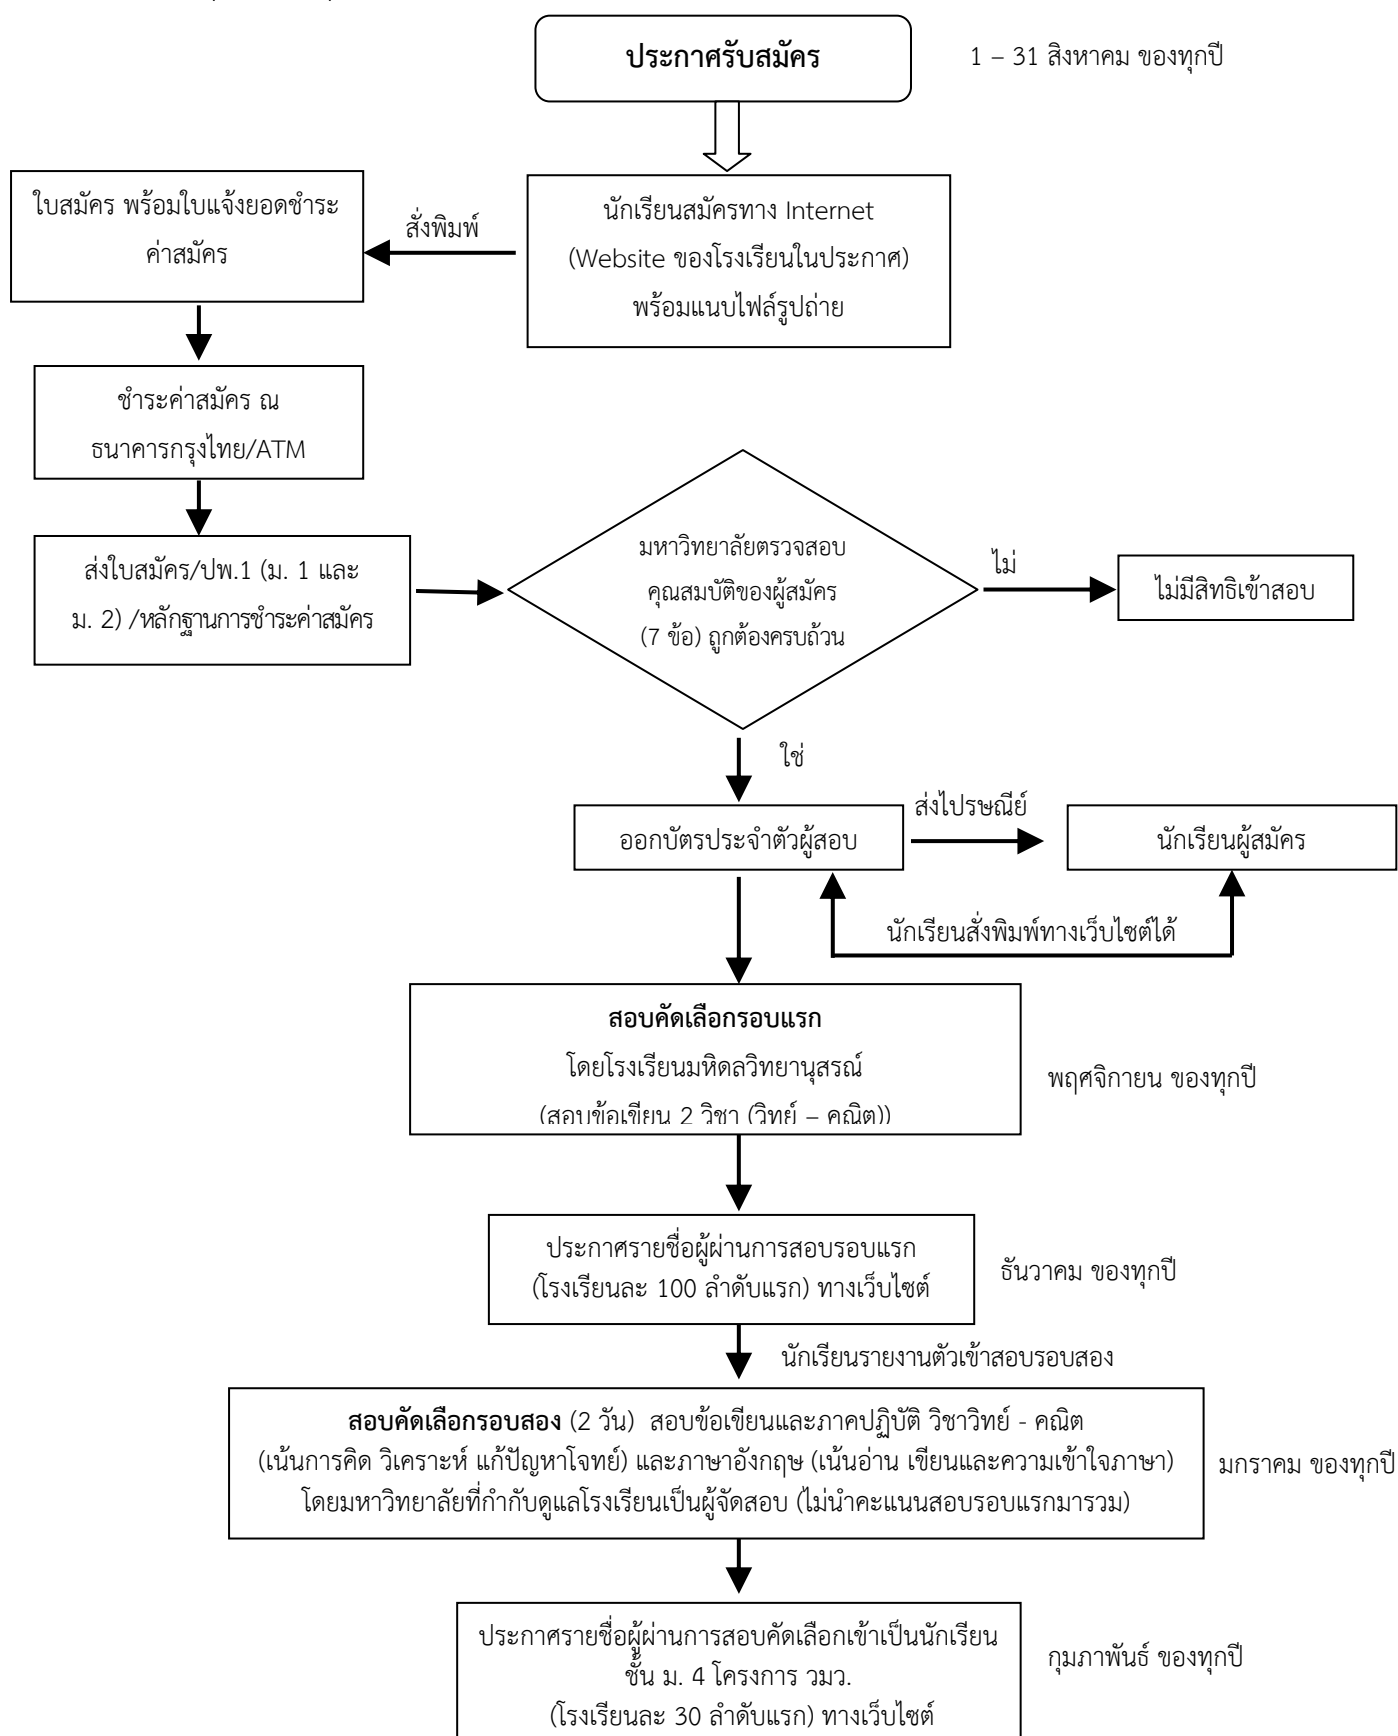 ประกาศรับสมัคร
1 – 31 สิงหาคม ของทุกปี
นักเรียนสมัครทาง Internet
(Website ของโรงเรียนในประกาศ)
พร้อมแนบไฟล์รูปถ่าย
สั่งพิมพ์
ใบสมัคร พร้อมใบแจ้งยอดชำระ
ค่าสมัคร
ชำระค่าสมัคร ณ
ธนาคารกรุงไทย/ATM
ส่งใบสมัคร/ปพ.1 (ม. 1 และ
ม. 2) /หลักฐานการชำระค่าสมัคร
มหาวิทยาลัยตรวจสอบ
คุณสมบัติของผู้สมัคร
(7 ข้อ) ถูกต้องครบถ้วน
ไม่
ไม่มีสิทธิเข้าสอบ
ใช่
ออกบัตรประจำตัวผู้สอบ
ส่งไปรษณีย์
นักเรียนผู้สมัคร
นักเรียนสั่งพิมพ์ทางเว็บไซต์ได้
สอบคัดเลือกรอบแรก
โดยโรงเรียนมหิดลวิทยานุสรณ์
(สอบข้อเขียน 2 วิชา (วิทย์ – คณิต))
พฤศจิกายน ของทุกปี
ประกาศรายชื่อผู้ผ่านการสอบรอบแรก
(โรงเรียนละ 100 ลำดับแรก) ทางเว็บไซต์
ธันวาคม ของทุกปี
นักเรียนรายงานตัวเข้าสอบรอบสอง
สอบคัดเลือกรอบสอง (2 วัน) สอบข้อเขียนและภาคปฏิบัติ วิชาวิทย์ - คณิต
(เน้นการคิด วิเคราะห์ แก้ปัญหาโจทย์) และภาษาอังกฤษ (เน้นอ่าน เขียนและความเข้าใจภาษา)
โดยมหาวิทยาลัยที่กำกับดูแลโรงเรียนเป็นผู้จัดสอบ (ไม่นำคะแนนสอบรอบแรกมารวม)
มกราคม ของทุกปี
ประกาศรายชื่อผู้ผ่านการสอบคัดเลือกเข้าเป็นนักเรียน
ชั้น ม. 4 โครงการ วมว.
(โรงเรียนละ 30 ลำดับแรก) ทางเว็บไซต์
กุมภาพันธ์ ของทุกปี